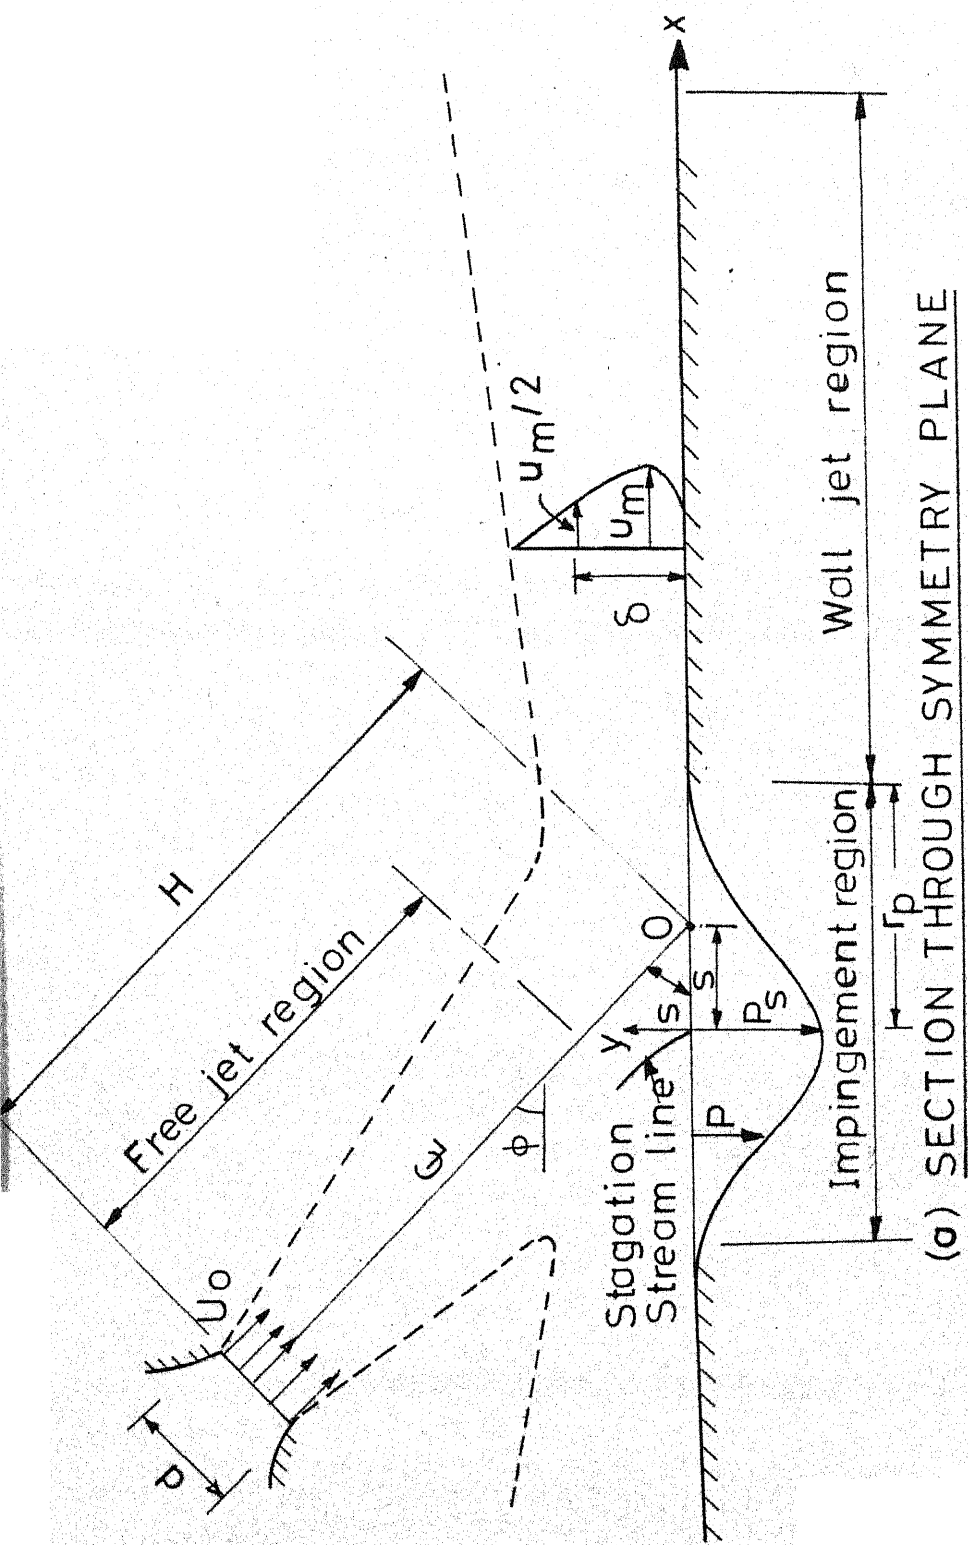 H
Free jet region
Uo
d
ω
φ
um/2
um
δ
x
O
y
s
s
Stagation
Stream line
P
Ps
Impingement region
Wall jet region
rp
(a) SECTION THROUGH SYMMETRY PLANE